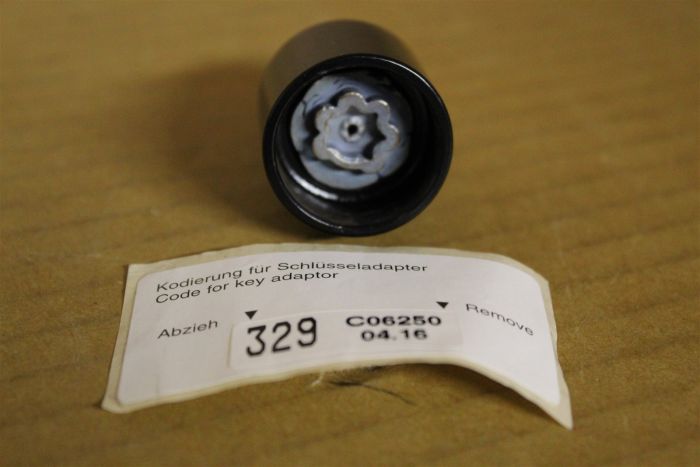 Kodierung für Schlüsseladapter
Code for key adaptor
Abzieh 329 C06250 Remove
04.16